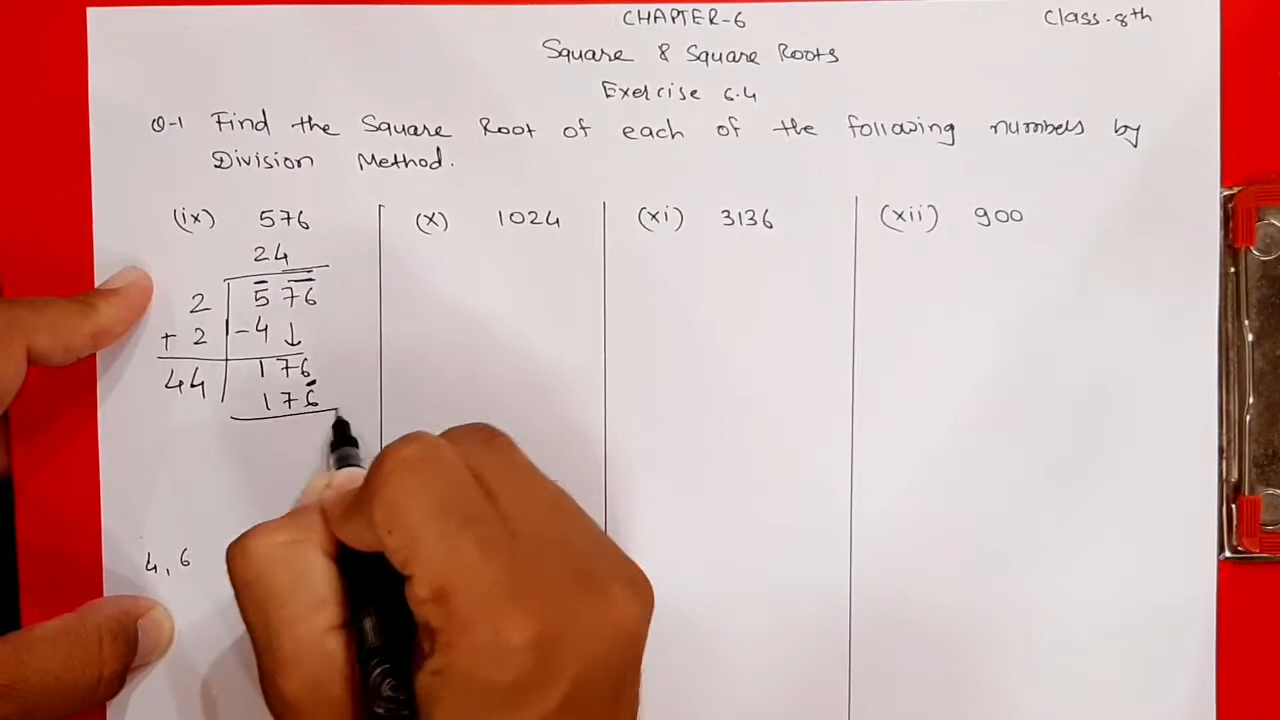 CHAPTER-6
Class-8th
Square & Square Roots
Exercise 6.4
Q-1 Find the Square Root of each of the following numbers by
Division Method.
(ix) 576
24
2 576
+ 2 -4 ↓
44 176
176
4, 6
(x) 1024
(xi) 3136
(xii) 900